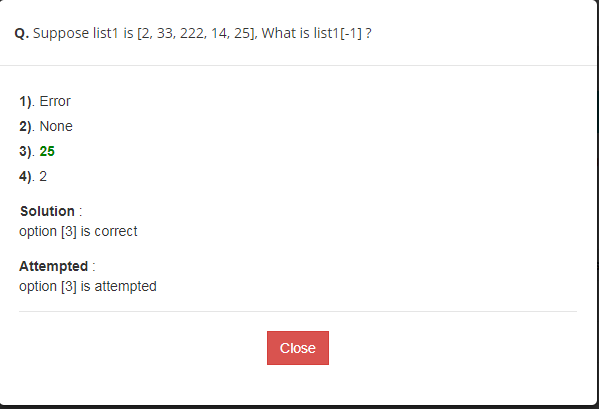 Q. Suppose list1 is [2, 33, 222, 14, 25], What is list1[-1] ?
1). Error
2). None
3). 25
4). 2
Solution :
option [3] is correct
Attempted :
option [3] is attempted
Close